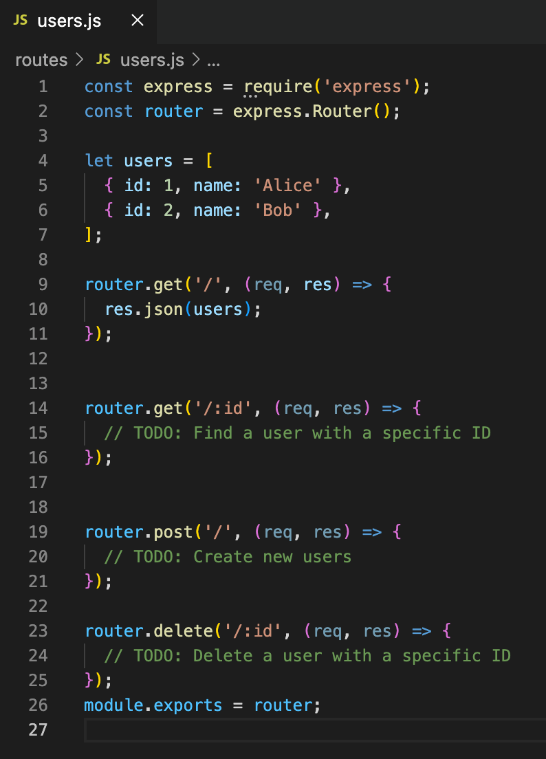 JS users.js ×
routes > JS users.js > ...
1 const express = require('express');
2 const router = express.Router();
3
4 let users = [
5   { id: 1, name: 'Alice' },
6   { id: 2, name: 'Bob' },
7 ];
8
9 router.get('/', (req, res) => {
10   res.json(users);
11 });
12
13
14 router.get('/:id', (req, res) => {
15   // TODO: Find a user with a specific ID
16 });
17
18
19 router.post('/', (req, res) => {
20   // TODO: Create new users
21 });
22
23 router.delete('/:id', (req, res) => {
24   // TODO: Delete a user with a specific ID
25 });
26 module.exports = router;
27